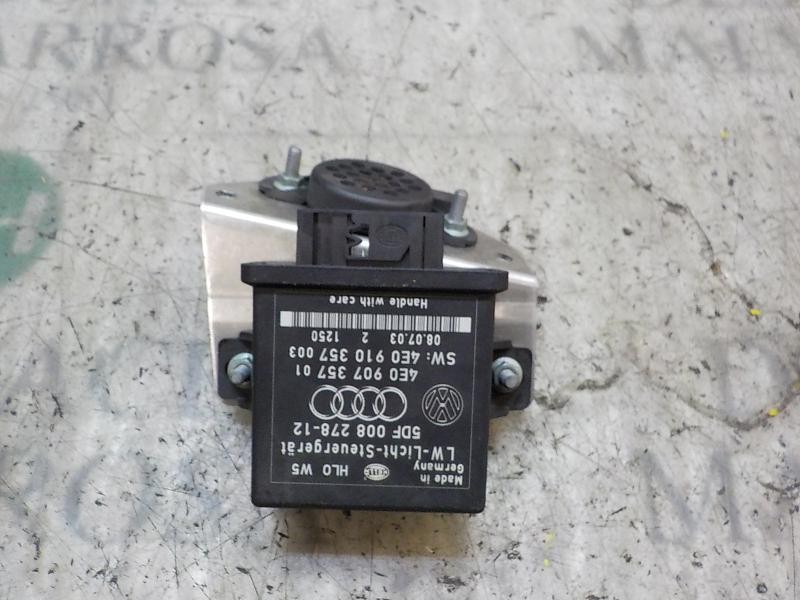 Made in
Germany
HELLA
HLO W5
LW-Licht-Steuergerät
5DF 008 278-12
4E0 907 357 01
SW: 4E0 910 357 003
08.07.03 2 1250
Handle with care